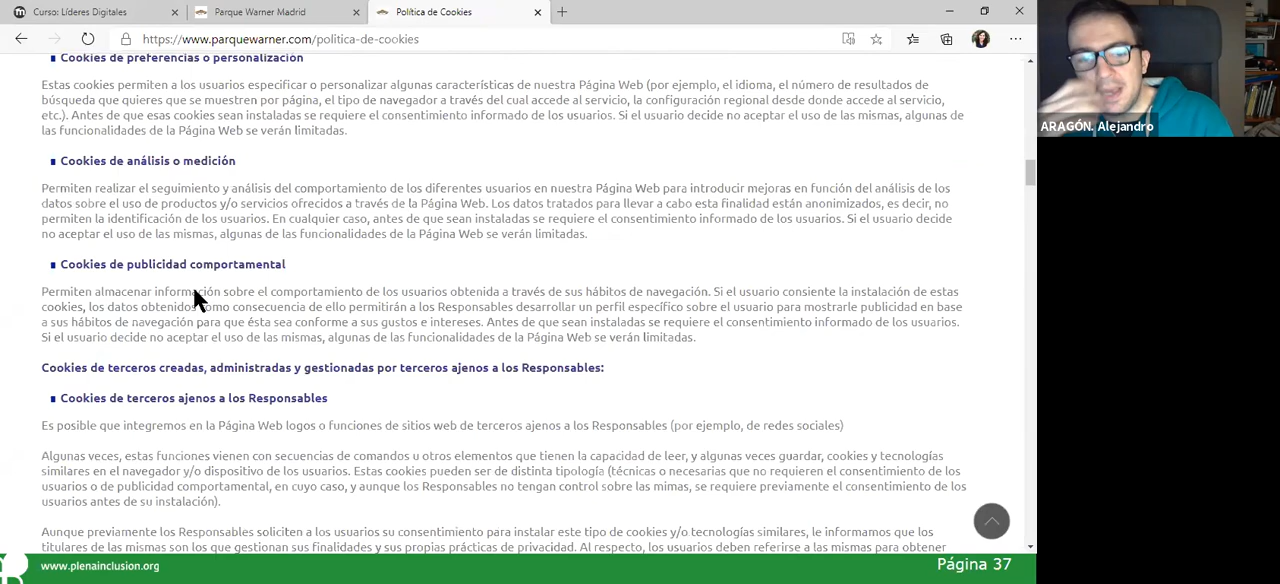 Curso: Líderes Digitales
Parque Warner Madrid
Política de Cookies
https://www.parquewarner.com/politica-de-cookies
Cookies de preferencias o personalización
Estas cookies permiten a los usuarios especificar o personalizar algunas características de nuestra Página Web (por ejemplo, el idioma, el número de resultados de
búsqueda que quieres que se muestren por página, el tipo de navegador a través del cual accede al servicio, la configuración regional desde donde accede al servicio,
etc.). Antes de que esas cookies sean instaladas se requiere el consentimiento informado de los usuarios. Si el usuario decide no aceptar el uso de las mismas, algunas de
las funcionalidades de la Página Web se verán limitadas.
Cookies de análisis o medición
Permiten realizar el seguimiento y análisis del comportamiento de los diferentes usuarios en nuestra Página Web para introducir mejoras en función del análisis de los
datos sobre el uso de productos y/o servicios ofrecidos a través de la Página Web. Los datos tratados para llevar a cabo esta finalidad están anonimizados, es decir, no
permiten la identificación de los usuarios. En cualquier caso, antes de que sean instaladas se requiere el consentimiento informado de los usuarios. Si el usuario decide
no aceptar el uso de las mismas, algunas de las funcionalidades de la Página Web se verán limitadas.
Cookies de publicidad comportamental
Permiten almacenar información sobre el comportamiento de los usuarios obtenida a través de sus hábitos de navegación. Si el usuario consiente la instalación de estas
cookies, los datos obtenidos como consecuencia de ello permitirán a los Responsables desarrollar un perfil específico sobre el usuario para mostrarle publicidad en base
a sus hábitos de navegación para que ésta sea conforme a sus gustos e intereses. Antes de que sean instaladas se requiere el consentimiento informado de los usuarios.
Si el usuario decide no aceptar el uso de las mismas, algunas de las funcionalidades de la Página Web se verán limitadas.
Cookies de terceros creadas, administradas y gestionadas por terceros ajenos a los Responsables:
Cookies de terceros ajenos a los Responsables
Es posible que integremos en la Página Web logos o funciones de sitios web de terceros ajenos a los Responsables (por ejemplo, de redes sociales)
Algunas veces, estas funciones vienen con secuencias de comandos u otros elementos que tienen la capacidad de leer, y algunas veces guardar, cookies y tecnologías
similares en el navegador y/o dispositivo de los usuarios. Estas cookies pueden ser de distinta tipología (técnicas o necesarias que no requieren el consentimiento de los
usuarios o de publicidad comportamental, en cuyo caso, y aunque los Responsables no tengan control sobre las mimas, se requiere previamente el consentimiento de los
usuarios antes de su instalación).
Aunque previamente los Responsables soliciten a los usuarios su consentimiento para instalar este tipo de cookies y/o tecnologías similares, le informamos que los
titulares de las mismas son los que gestionan sus finalidades y sus propias prácticas de privacidad. Al respecto, los usuarios deben referirse a las mismas para obtener
www.plenainclusion.org
Página 37
ARAGÓN. Alejandro